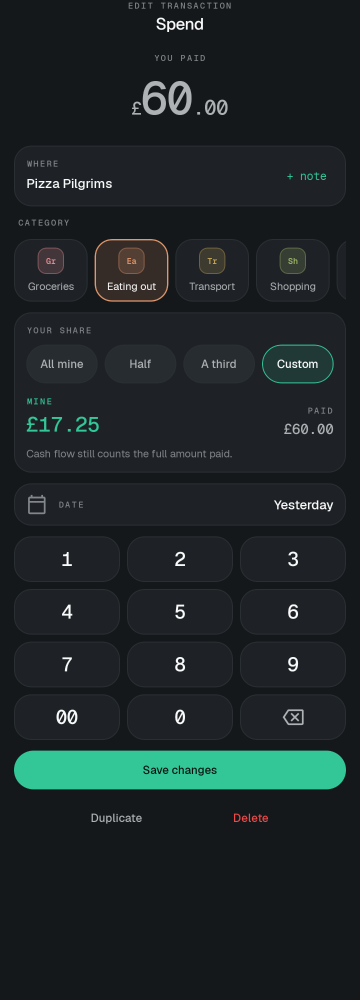 EDIT TRANSACTION
Spend
YOU PAID
£60.00
WHERE
Pizza Pilgrims
+ note
CATEGORY
Gr
Ea
Tr
Sh
Groceries
Eating out
Transport
Shopping
YOUR SHARE
All mine
Half
A third
Custom
MINE
PAID
£17.25
£60.00
Cash flow still counts the full amount paid.
DATE
Yesterday
1
2
3
4
5
6
7
8
9
00
0
Save changes
Duplicate
Delete